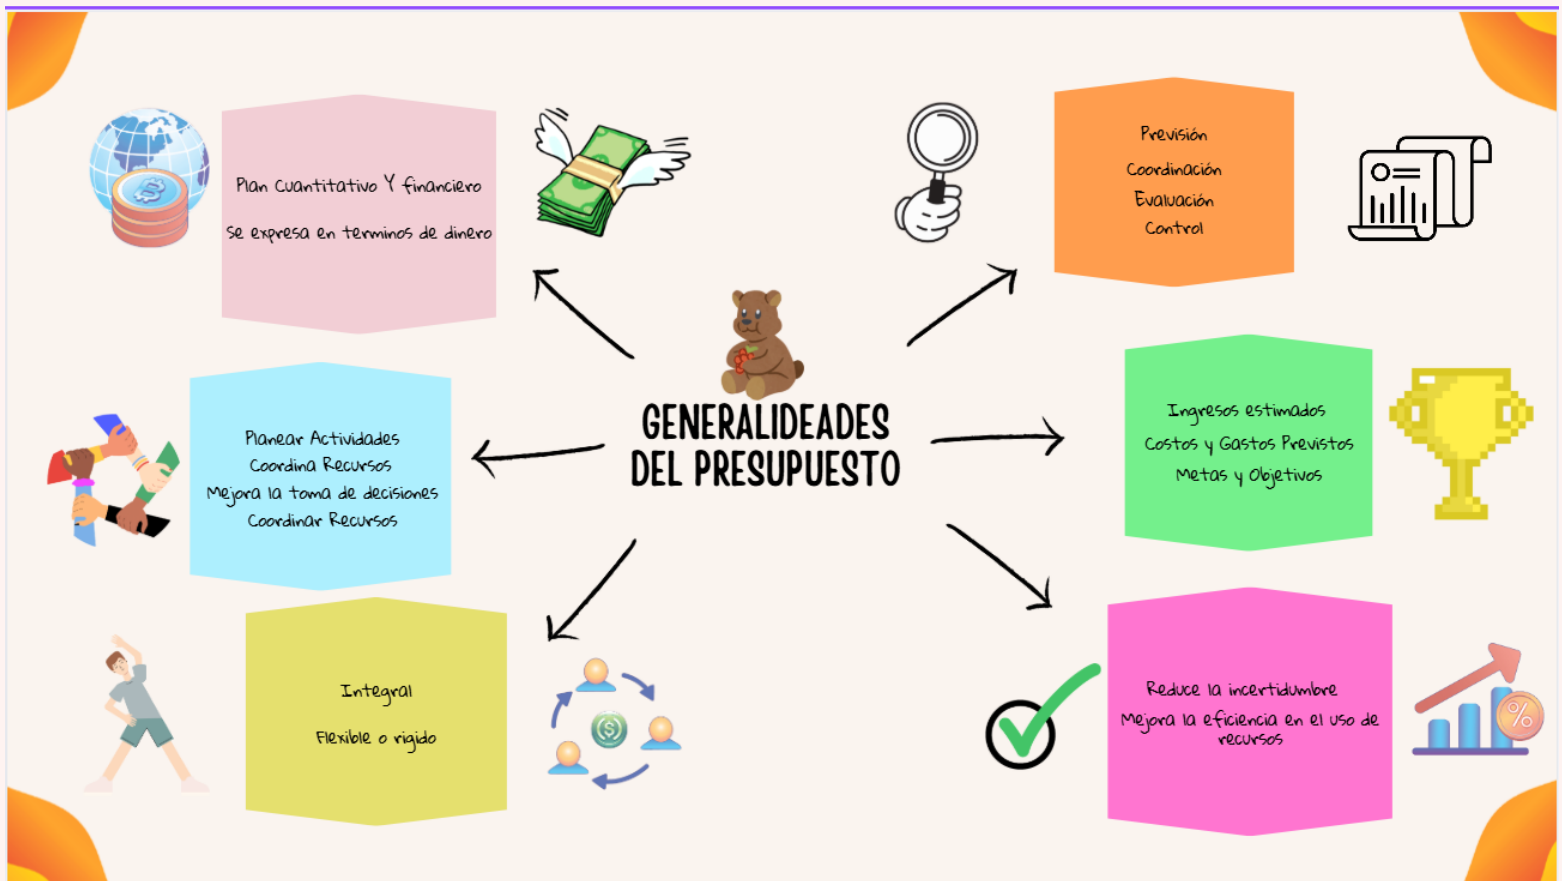 Plan Cuantitativo Y financiero
Se expresa en terminos de dinero
Previsión
Coordinación
Evaluación
Control
GENERALIDEADES
DEL PRESUPUESTO
Planear Actividades
Coordina Recursos
Mejora la toma de decisiones
Coordinar Recursos
Ingresos estimados
Costos y Gastos Previstos
Metas y Objetivos
Integral
Flexible o rigido
Reduce la incertidumbre
Mejora la eficiencia en el uso de
recursos
%